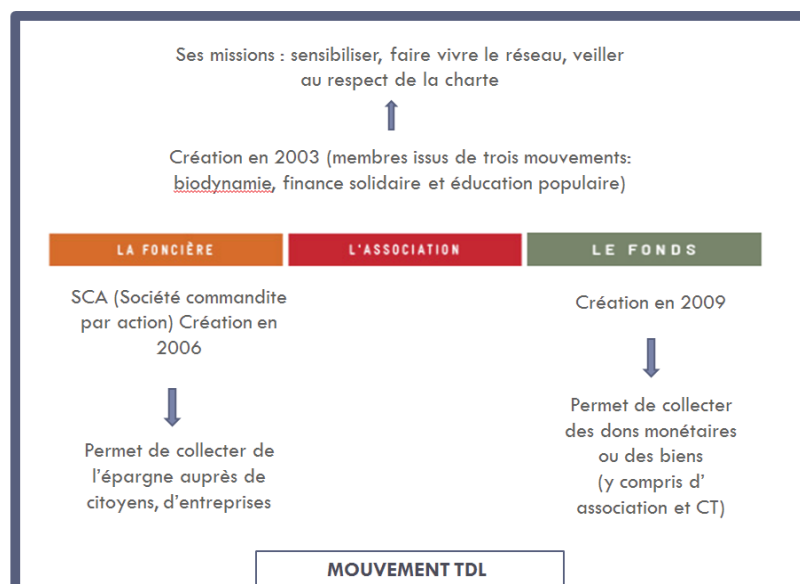 Ses missions : sensibiliser, faire vivre le réseau, veiller
au respect de la charte
Création en 2003 (membres issus de trois mouvements:
biodynamie, finance solidaire et éducation populaire)
LA FONCIÈRE
L'ASSOCIATION
LE FONDS
SCA (Société commandite
par action) Création en
2006
Création en 2009
Permet de collecter de
l'épargne auprès de
citoyens, d'entreprises
Permet de collecter
des dons monétaires
ou des biens
(y compris d'
association et CT)
MOUVEMENT TDL